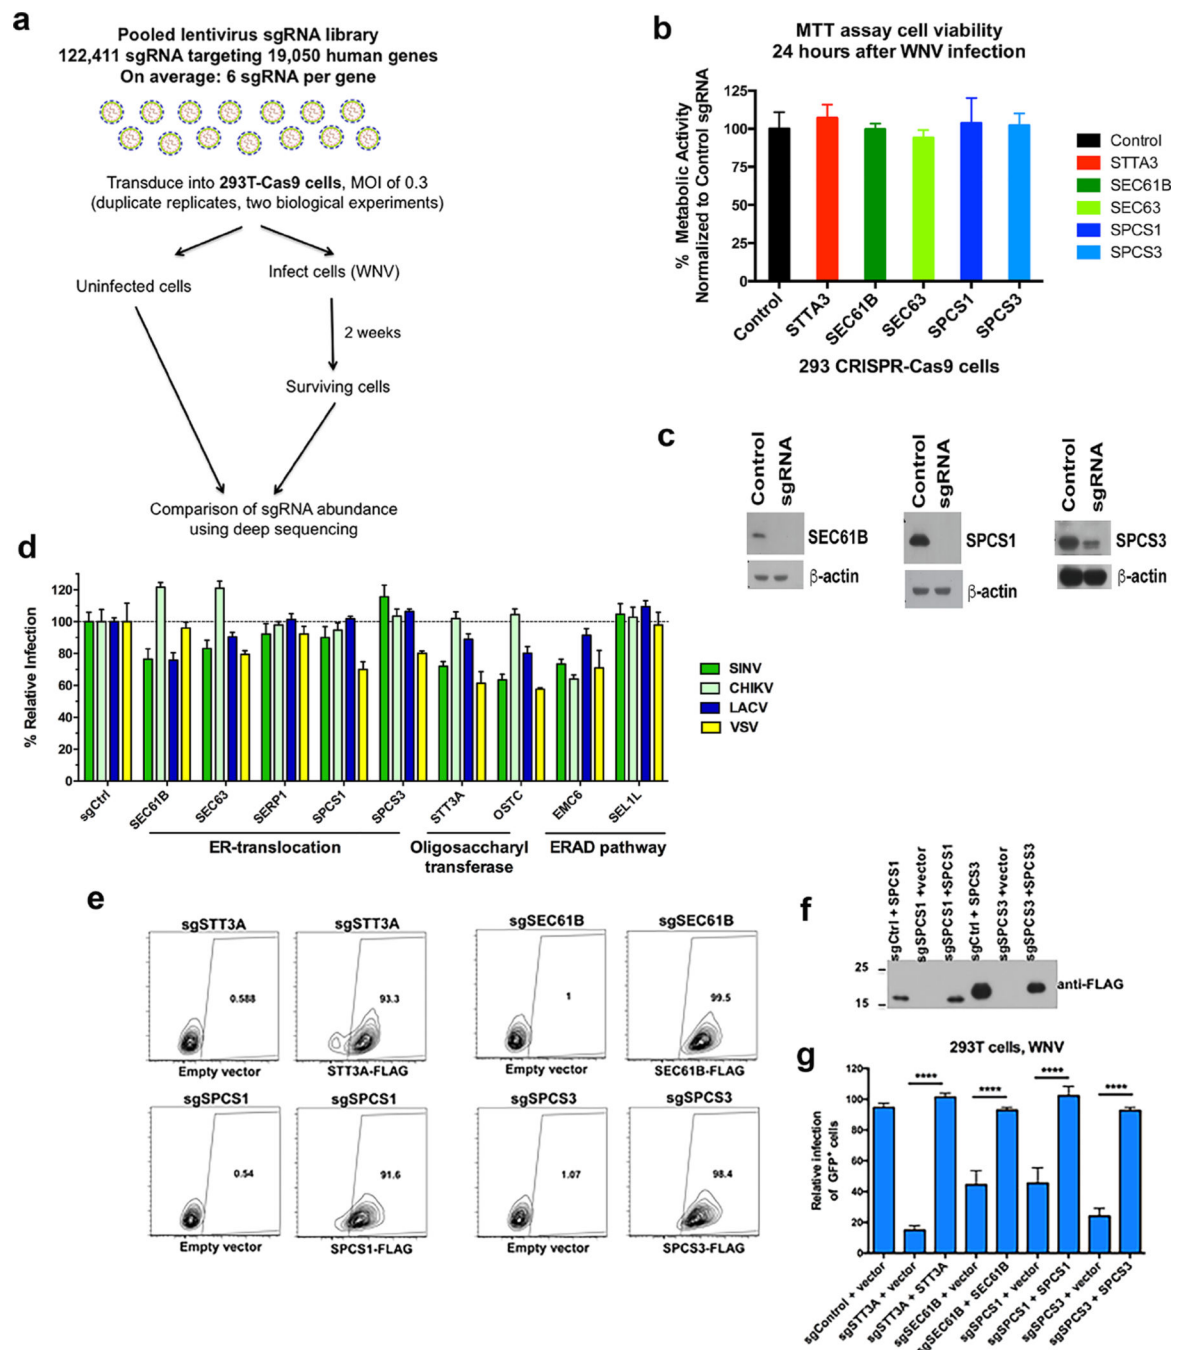 a
Pooled lentivirus sgRNA library
122,411 sgRNA targeting 19,050 human genes
On average: 6 sgRNA per gene
Transduce into 293T-Cas9 cells, MOI of 0.3
(duplicate replicates, two biological experiments)
Uninfected cells
Infect cells (WNV)
2 weeks
Surviving cells
Comparison of sgRNA abundance
using deep sequencing
b
MTT assay cell viability
24 hours after WNV infection
% Metabolic Activity
Normalized to Control sgRNA
125
100
75
50
25
0
Control
STTA3
SEC61B
SEC63
SPCS1
SPCS3
293 CRISPR-Cas9 cells
Control
STTA3
SEC61B
SEC63
SPCS1
SPCS3
c
Control
sgRNA
SEC61B
β-actin
Control
sgRNA
SPCS1
β-actin
Control
sgRNA
SPCS3
β-actin
d
% Relative Infection
120
100
80
60
40
20
0
sgCtrl
SEC61B
SEC63
SERP1
SPCS1
SPCS3
STT3A
OSTC
EMC6
SEL1L
ER-translocation
Oligosaccharyl
transferase
ERAD pathway
SINV
CHIKV
LACV
VSV
e
sgSTT3A
0.588
Empty vector
sgSTT3A
93.3
STT3A-FLAG
sgSEC61B
1
Empty vector
sgSEC61B
99.5
SEC61B-FLAG
sgSPCS1
0.54
Empty vector
sgSPCS1
91.6
SPCS1-FLAG
sgSPCS3
1.07
Empty vector
sgSPCS3
98.4
SPCS3-FLAG
f
sgCtrl + SPCS1
sgSPCS1 +vector
sgSPCS1 +SPCS1
sgCtrl + SPCS3
sgSPCS3 +vector
sgSPCS3 +SPCS3
25
15
anti-FLAG
g
293T cells, WNV
Relative infection
of GFP⁺ cells
120
100
80
60
40
20
0
****
****
****
****
sgControl + vector
sgSTT3A + vector
sgSTT3A + STT3A
sgSEC61B + vector
sgSEC61B + SEC61B
sgSPCS1 + vector
sgSPCS1 + SPCS1
sgSPCS3 + vector
sgSPCS3 + SPCS3